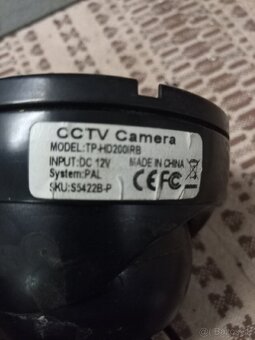 CCTV Camera
MODEL:TP-HD200IRB
INPUT:DC 12V MADE IN CHINA
System:PAL
SKU:S5422B-P CE FC